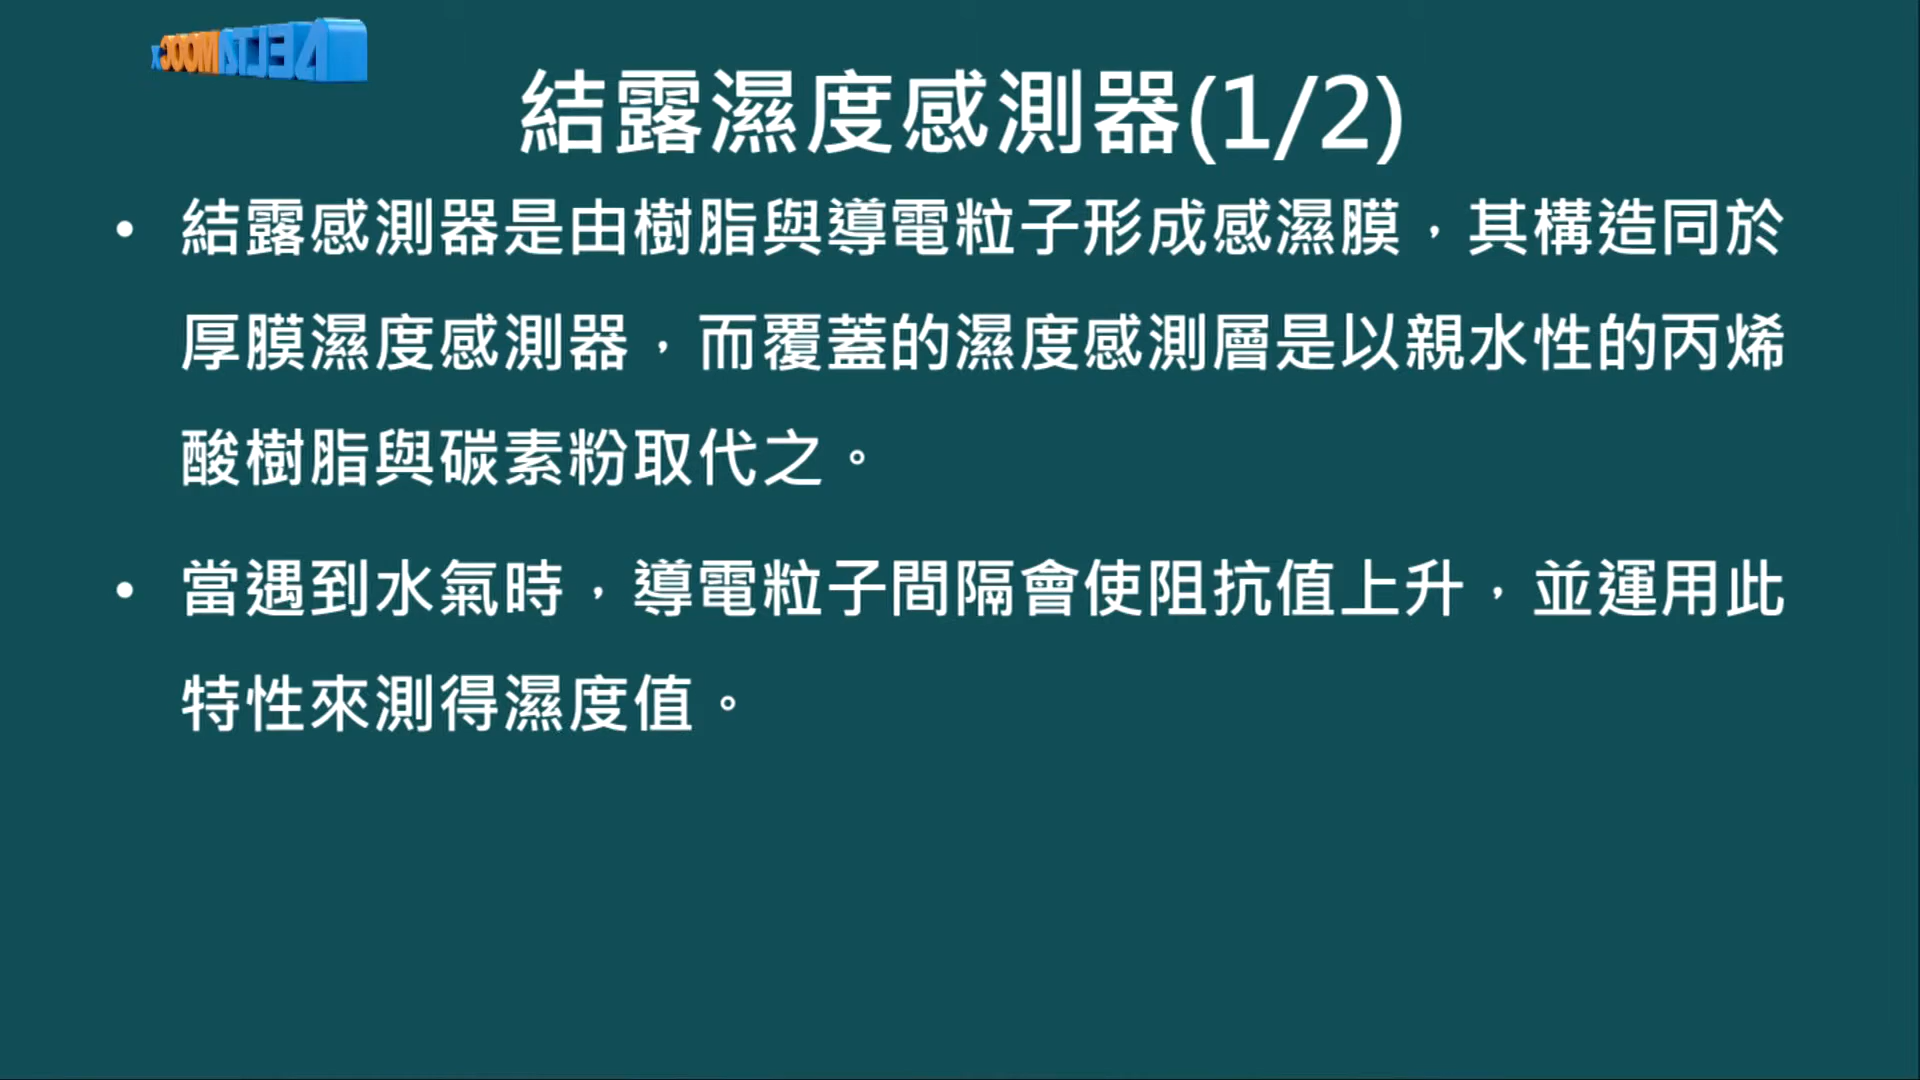 DELTA MOOCx
結露濕度感測器(1/2)
• 結露感測器是由樹脂與導電粒子形成感濕膜，其構造同於
厚膜濕度感測器，而覆蓋的濕度感測層是以親水性的丙烯
酸樹脂與碳素粉取代之。
• 當遇到水氣時，導電粒子間隔會使阻抗值上升，並運用此
特性來測得濕度值。